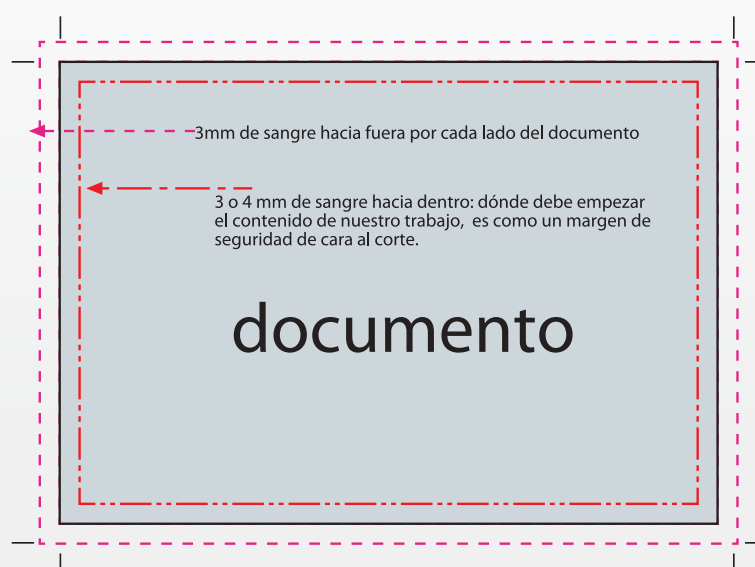 3mm de sangre hacia fuera por cada lado del documento
3 o 4 mm de sangre hacia dentro: dónde debe empezar
el contenido de nuestro trabajo, es como un margen de
seguridad de cara al corte.
documento